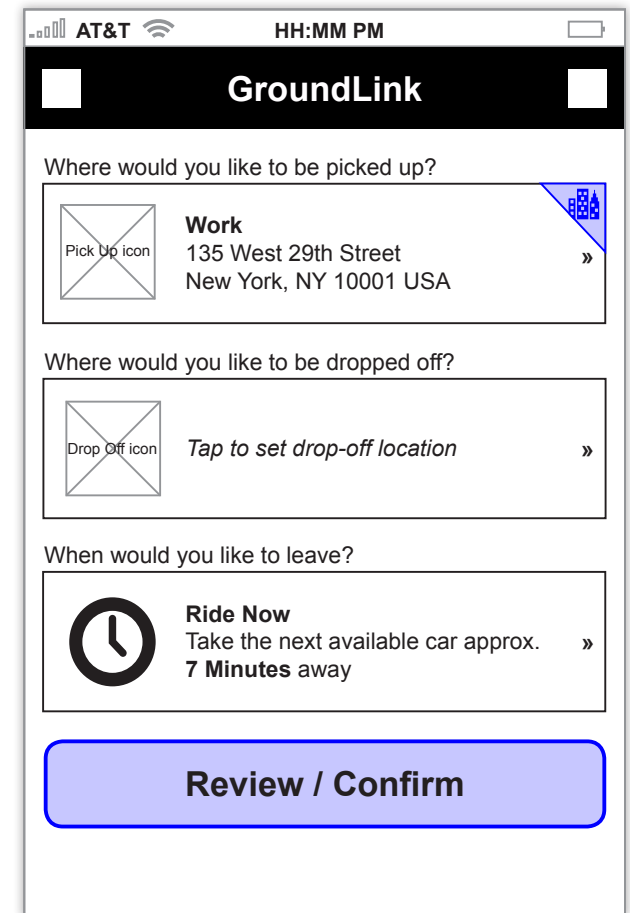 AT&T HH:MM PM
GroundLink
Where would you like to be picked up?
Pick Up icon
Work
135 West 29th Street
New York, NY 10001 USA
»
Where would you like to be dropped off?
Drop Off icon
Tap to set drop-off location
»
When would you like to leave?
Ride Now
Take the next available car approx.
7 Minutes away
»
Review / Confirm